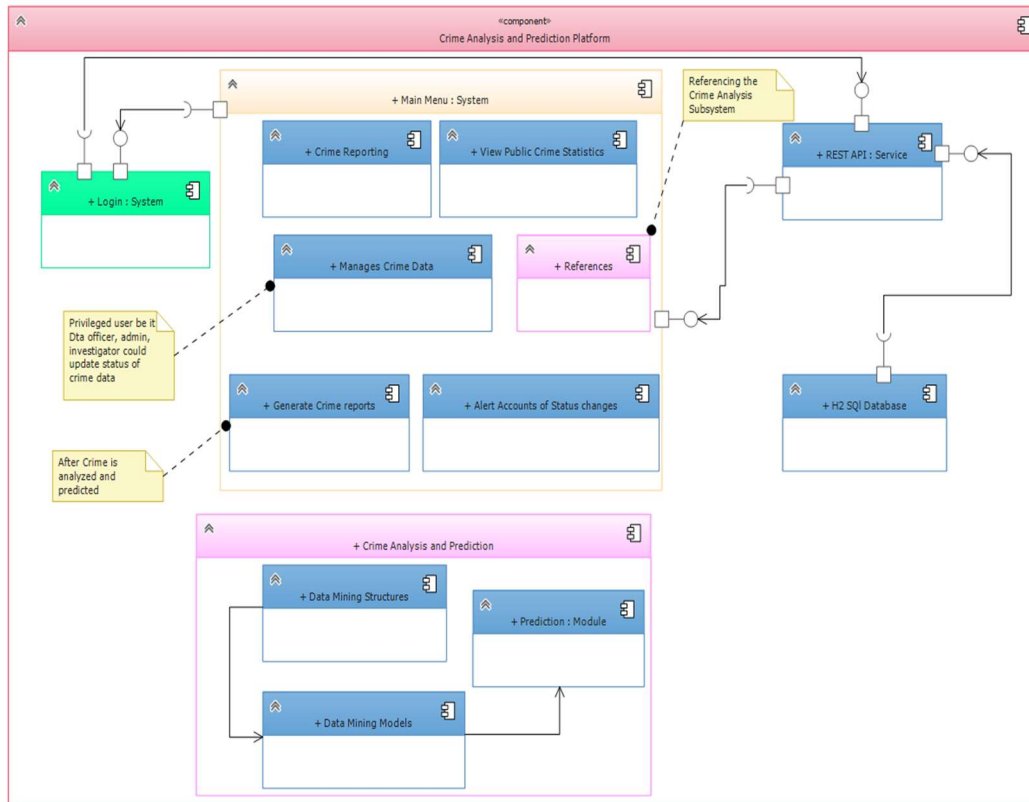 «component»
Crime Analysis and Prediction Platform
+ Main Menu : System
Referencing the
Crime Analysis
Subsystem
+ Crime Reporting
+ View Public Crime Statistics
+ REST API : Service
+ Login : System
+ Manages Crime Data
+ References
Privileged user be it
Dta officer, admin,
investigator could
update status of
crime data
+ Generate Crime reports
+ Alert Accounts of Status changes
+ H2 SQl Database
After Crime is
analyzed and
predicted
+ Crime Analysis and Prediction
+ Data Mining Structures
+ Prediction : Module
+ Data Mining Models